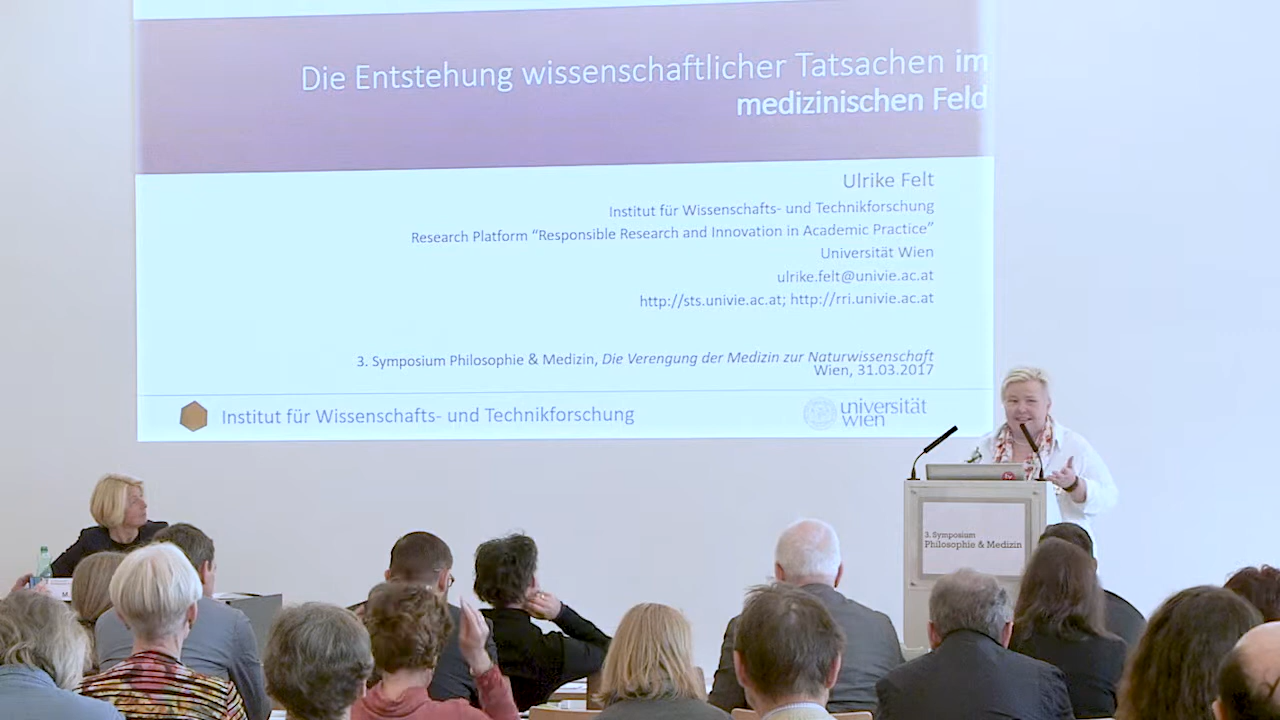 Die Entstehung wissenschaftlicher Tatsachen im
medizinischen Feld
Ulrike Felt
Institut für Wissenschafts- und Technikforschung
Research Platform “Responsible Research and Innovation in Academic Practice”
Universität Wien
ulrike.felt@univie.ac.at
http://sts.univie.ac.at; http://rri.univie.ac.at
3. Symposium Philosophie & Medizin, Die Verengung der Medizin zur Naturwissenschaft
Wien, 31.03.2017
Institut für Wissenschafts- und Technikforschung
universität
wien
3. Symposium
Philosophie & Medizin